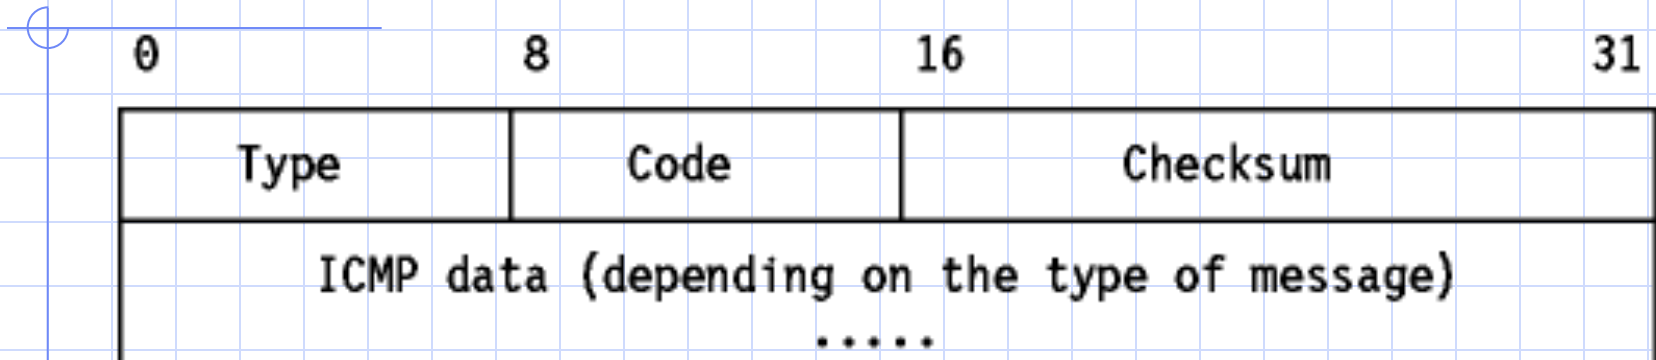 0 8 16 31
Type Code Checksum
ICMP data (depending on the type of message)
.....